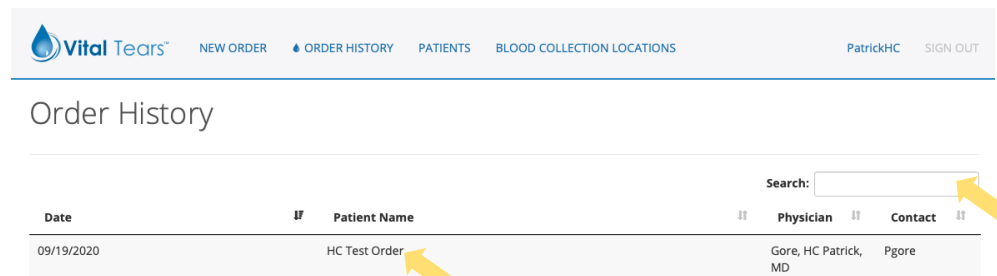 Vital Tears™ NEW ORDER ORDER HISTORY PATIENTS BLOOD COLLECTION LOCATIONS PatrickHC SIGN OUT
Order History
Search:
Date Patient Name Physician Contact
09/19/2020 HC Test Order Gore, HC Patrick, Pgore
MD